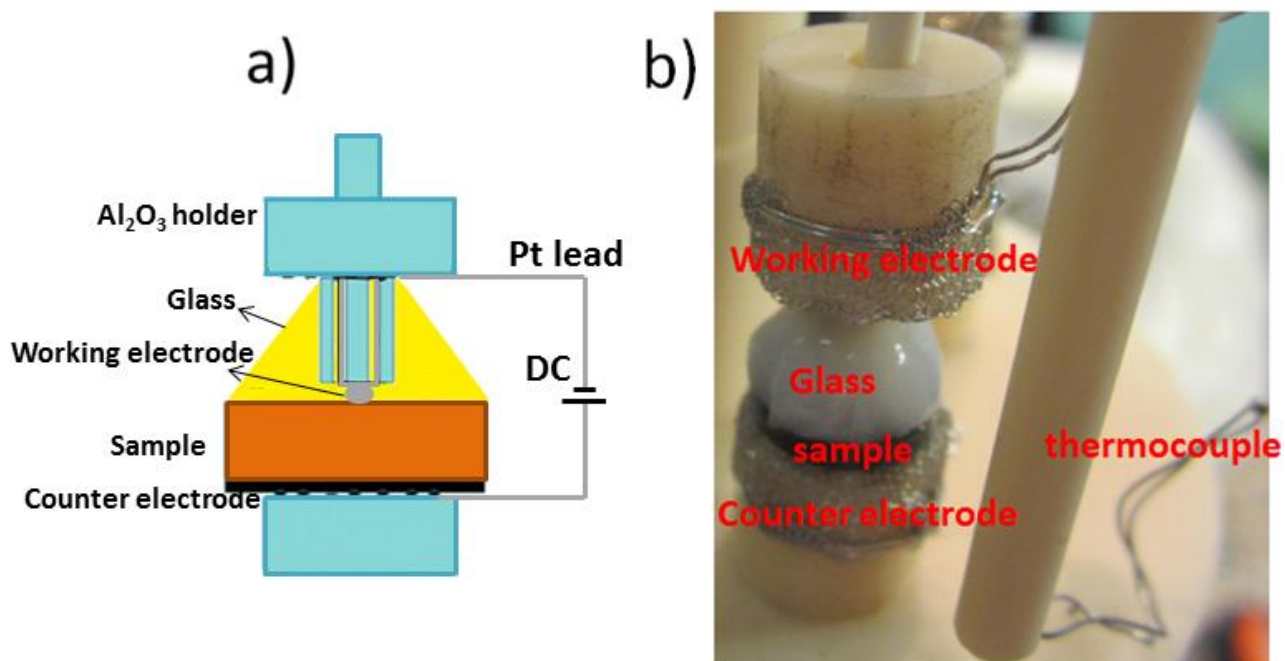 a)
Al₂O₃ holder
Pt lead
Glass
Working electrode
DC
Sample
Counter electrode
b)
Working electrode
Glass
sample
thermocouple
Counter electrode